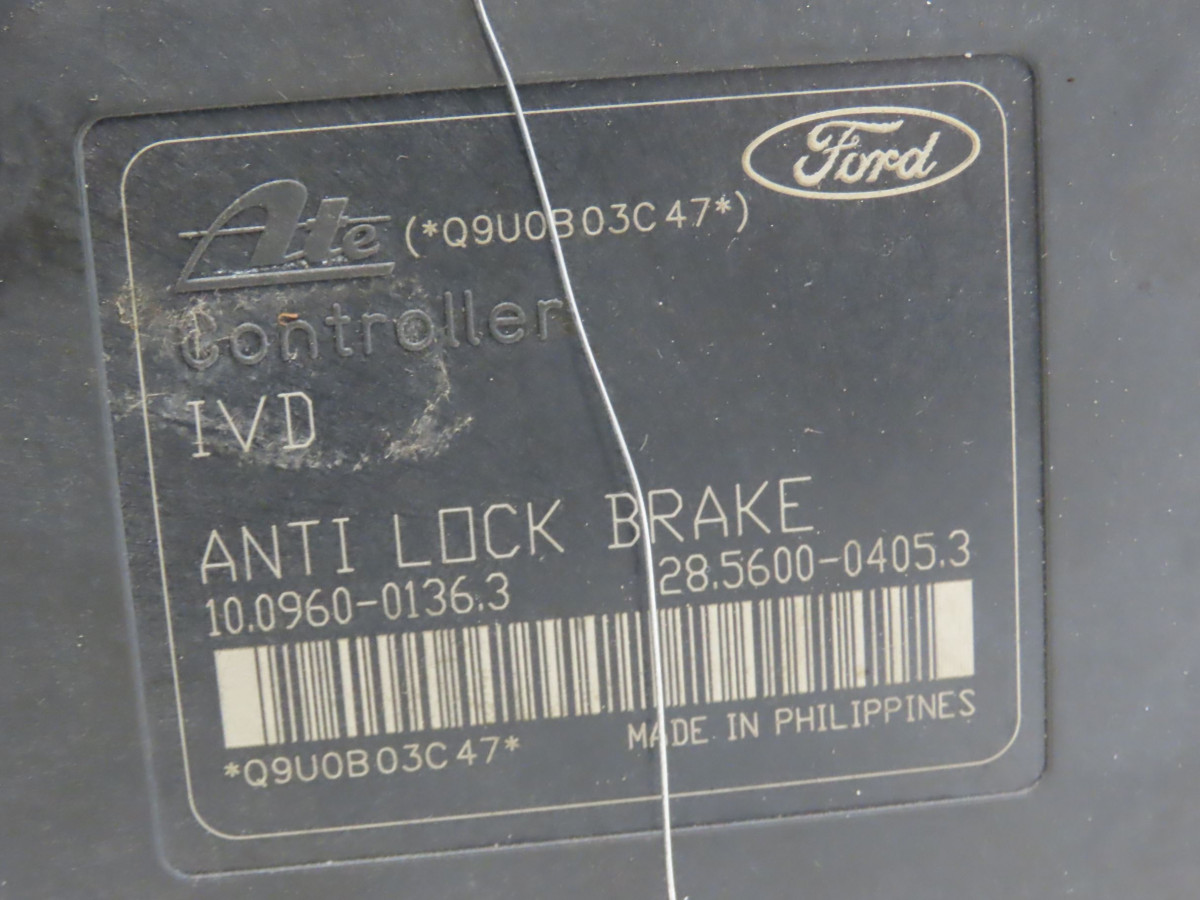 Ford
Ate (*Q9U0B03C47*)
Controller
IVD
ANTI LOCK BRAKE
10.0960-0136.3 28.5600-0405.3
*Q9U0B03C47* MADE IN PHILIPPINES